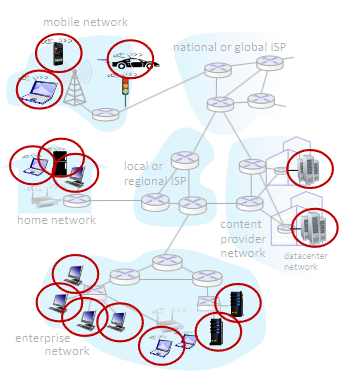 mobile network
national or global ISP
local or
regional ISP
home network
content
provider
network
datacenter
network
enterprise
network